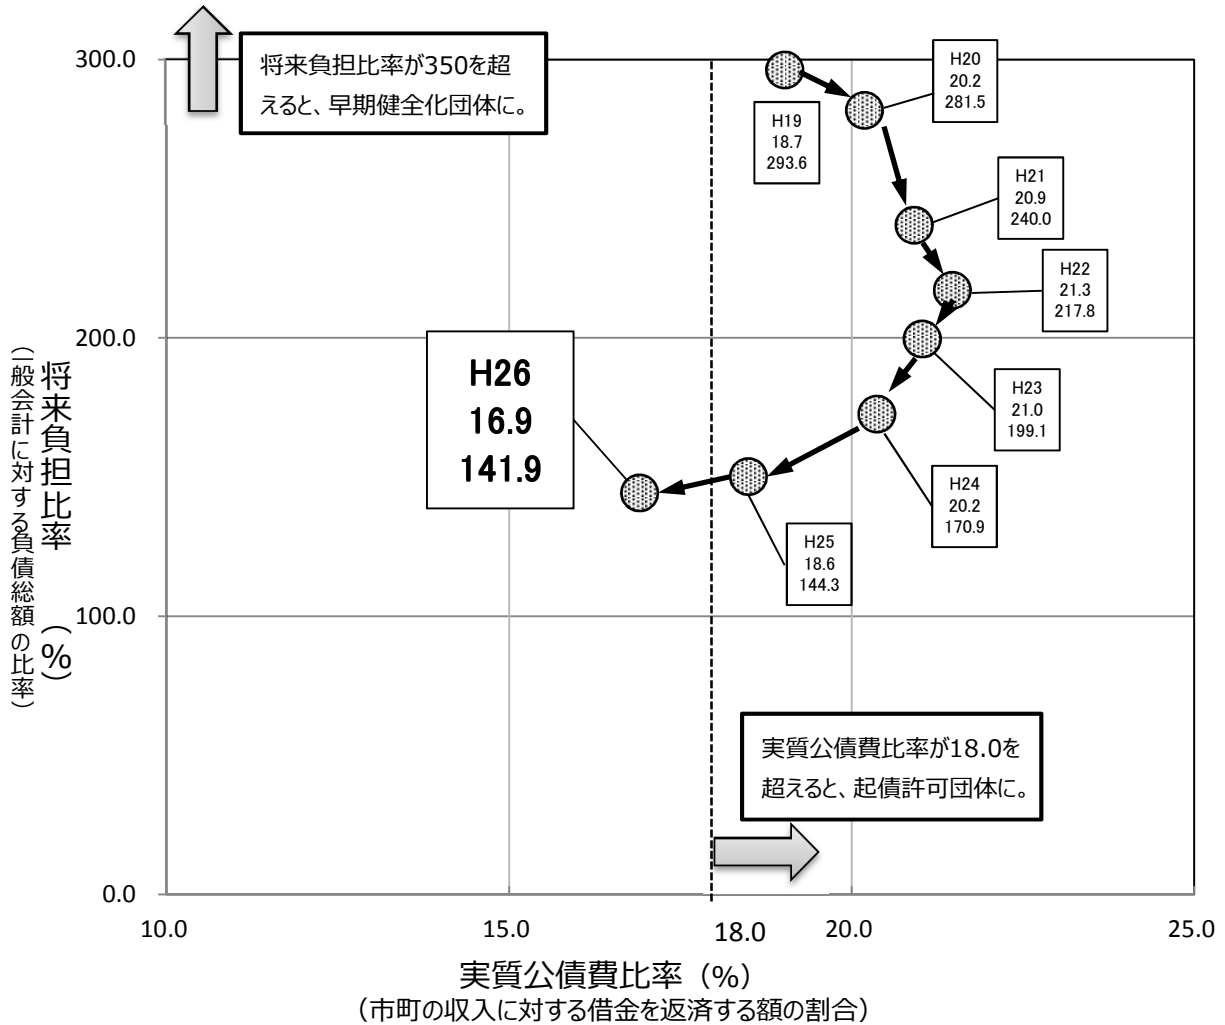 300.0
200.0
100.0
0.0
将来負担比率が350を超
えると、早期健全化団体に。
H19
18.7
293.6
H20
20.2
281.5
H21
20.9
240.0
H22
21.3
217.8
H23
21.0
199.1
H24
20.2
170.9
H25
18.6
144.3
H26
16.9
141.9
将来負担比率 (%)
(一般会計に対する負債総額の比率)
実質公債費比率が18.0を
超えると、起債許可団体に。
10.0 15.0 18.0 20.0 25.0
実質公債費比率 (%)
(市町の収入に対する借金を返済する額の割合)